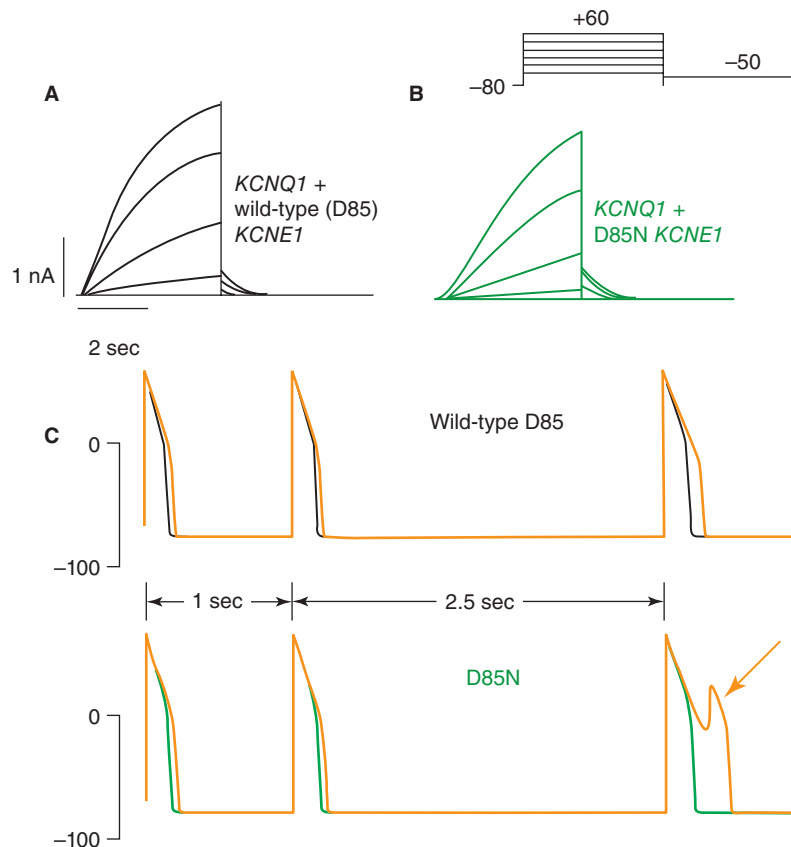 +60
−50
−80
A
B
KCNQ1 +
wild-type (D85)
KCNE1
KCNQ1 +
D85N KCNE1
1 nA
2 sec
C
Wild-type D85
0
−100
1 sec
2.5 sec
D85N
0
−100